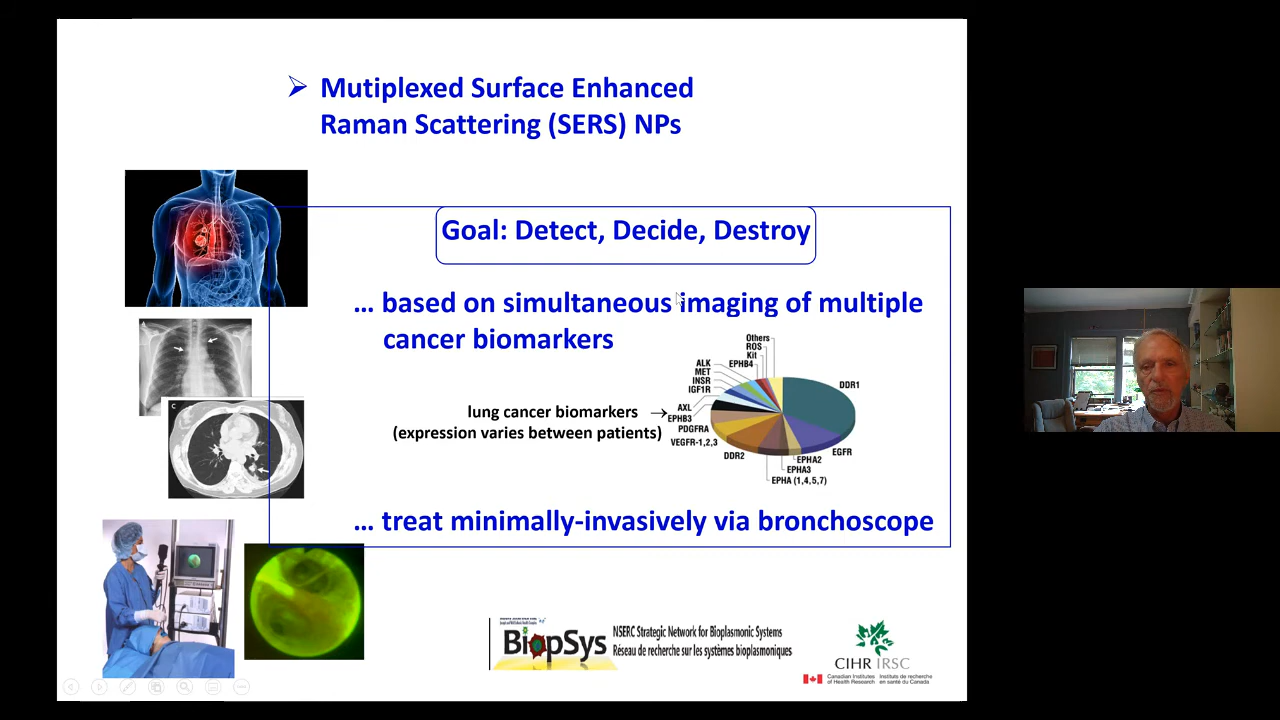 ➢ Mutiplexed Surface Enhanced
Raman Scattering (SERS) NPs
Goal: Detect, Decide, Destroy
… based on simultaneous imaging of multiple
cancer biomarkers
Others
ROS
Kit
EPHB4
ALK
MET
INSR
IGF1R
AXL
EPHB3
PDGFRA
VEGFR-1,2,3
DDR2
DDR1
EGFR
EPHA2
EPHA3
EPHA (1,4,5,7)
lung cancer biomarkers →
(expression varies between patients)
A
C
… treat minimally-invasively via bronchoscope
BiopSys
NSERC Strategic Network for Bioplasmonic Systems
Réseau de recherche sur les systèmes bioplasmoniques
CIHR IRSC
Canadian Institutes of Health Research
Instituts de recherche en santé du Canada